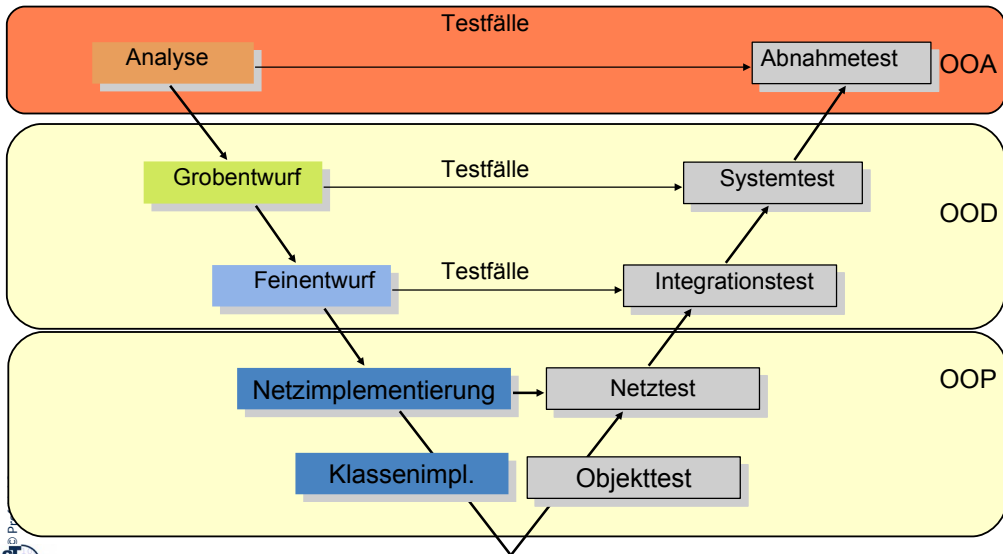 Testfälle
Analyse
Abnahmetest
OOA
Testfälle
Grobentwurf
Systemtest
OOD
Testfälle
Feinentwurf
Integrationstest
OOP
Netzimplementierung
Netztest
Klassenimpl.
Objekttest
©